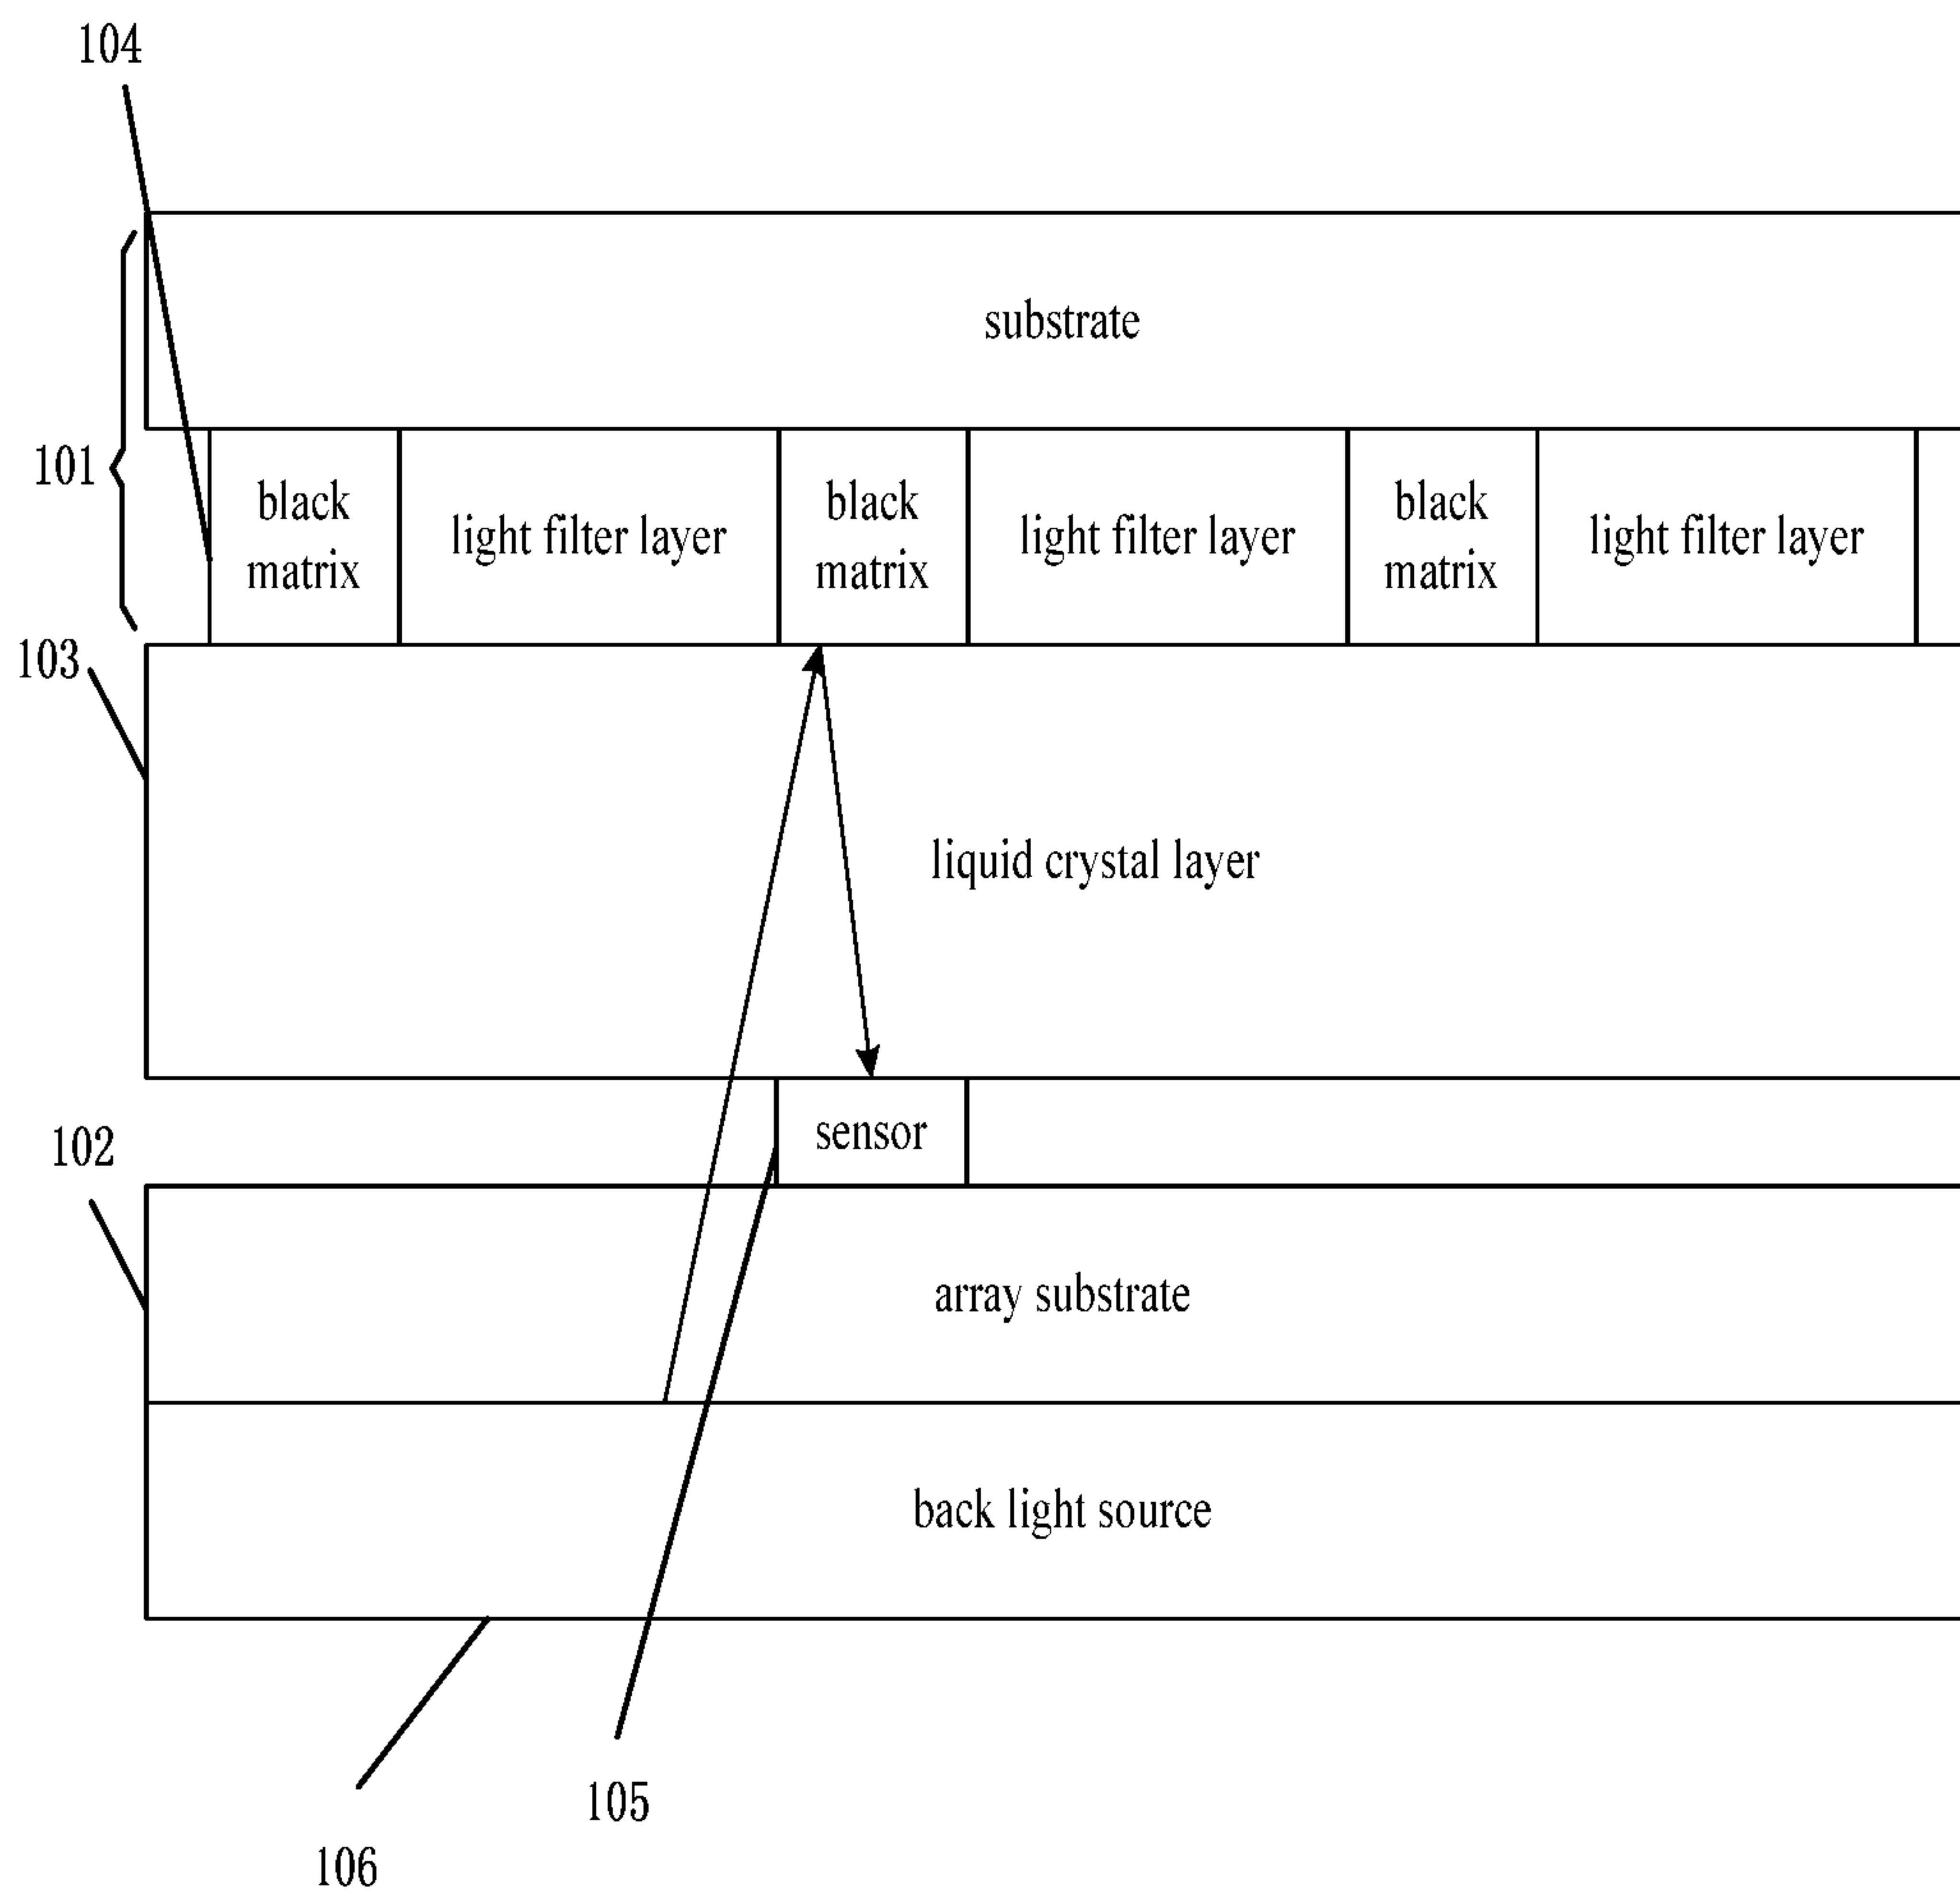 104
substrate
101
black
matrix
light filter layer
black
matrix
light filter layer
black
matrix
light filter layer
103
liquid crystal layer
102
sensor
array substrate
back light source
105
106